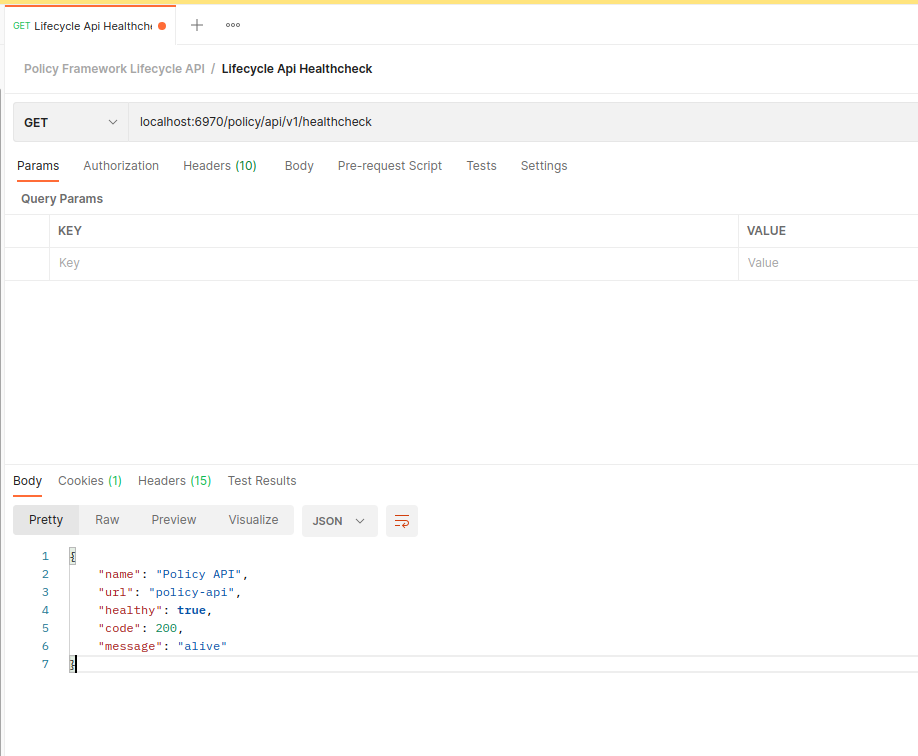 GET Lifecycle Api Healthche
Policy Framework Lifecycle API / Lifecycle Api Healthcheck
GET localhost:6970/policy/api/v1/healthcheck
Params Authorization Headers (10) Body Pre-request Script Tests Settings
Query Params
KEY VALUE
Key Value
Body Cookies (1) Headers (15) Test Results
Pretty Raw Preview Visualize JSON
1 {
2 "name": "Policy API",
3 "url": "policy-api",
4 "healthy": true,
5 "code": 200,
6 "message": "alive"
7 }